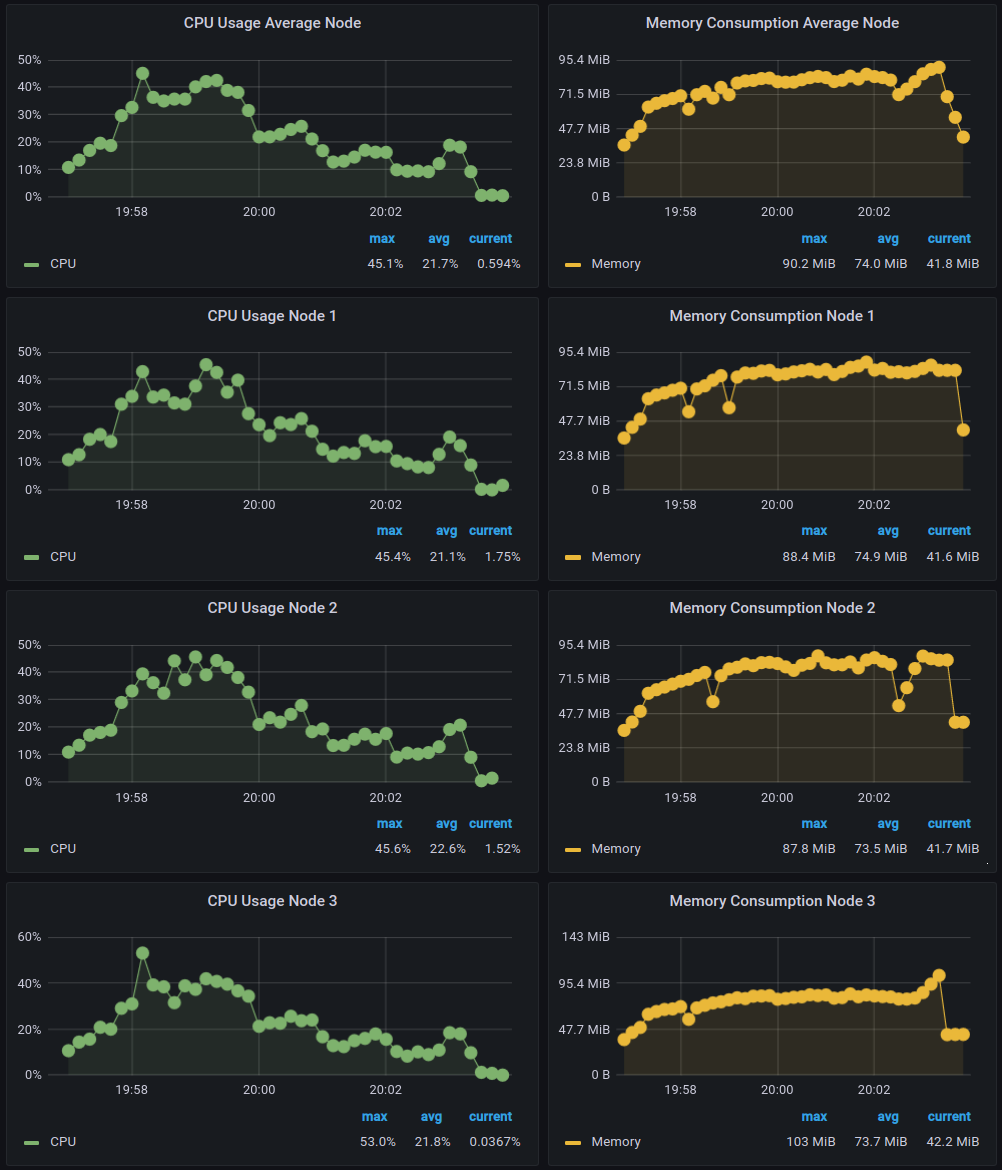 CPU Usage Average Node
50%
40%
30%
20%
10%
0%
19:58 20:00 20:02
max avg current
CPU 45.1% 21.7% 0.594%
Memory Consumption Average Node
95.4 MiB
71.5 MiB
47.7 MiB
23.8 MiB
0 B
19:58 20:00 20:02
max avg current
Memory 90.2 MiB 74.0 MiB 41.8 MiB
CPU Usage Node 1
50%
40%
30%
20%
10%
0%
19:58 20:00 20:02
max avg current
CPU 45.4% 21.1% 1.75%
Memory Consumption Node 1
95.4 MiB
71.5 MiB
47.7 MiB
23.8 MiB
0 B
19:58 20:00 20:02
max avg current
Memory 88.4 MiB 74.9 MiB 41.6 MiB
CPU Usage Node 2
50%
40%
30%
20%
10%
0%
19:58 20:00 20:02
max avg current
CPU 45.6% 22.6% 1.52%
Memory Consumption Node 2
95.4 MiB
71.5 MiB
47.7 MiB
23.8 MiB
0 B
19:58 20:00 20:02
max avg current
Memory 87.8 MiB 73.5 MiB 41.7 MiB
CPU Usage Node 3
60%
40%
20%
0%
19:58 20:00 20:02
max avg current
CPU 53.0% 21.8% 0.0367%
Memory Consumption Node 3
143 MiB
95.4 MiB
47.7 MiB
0 B
19:58 20:00 20:02
max avg current
Memory 103 MiB 73.7 MiB 42.2 MiB